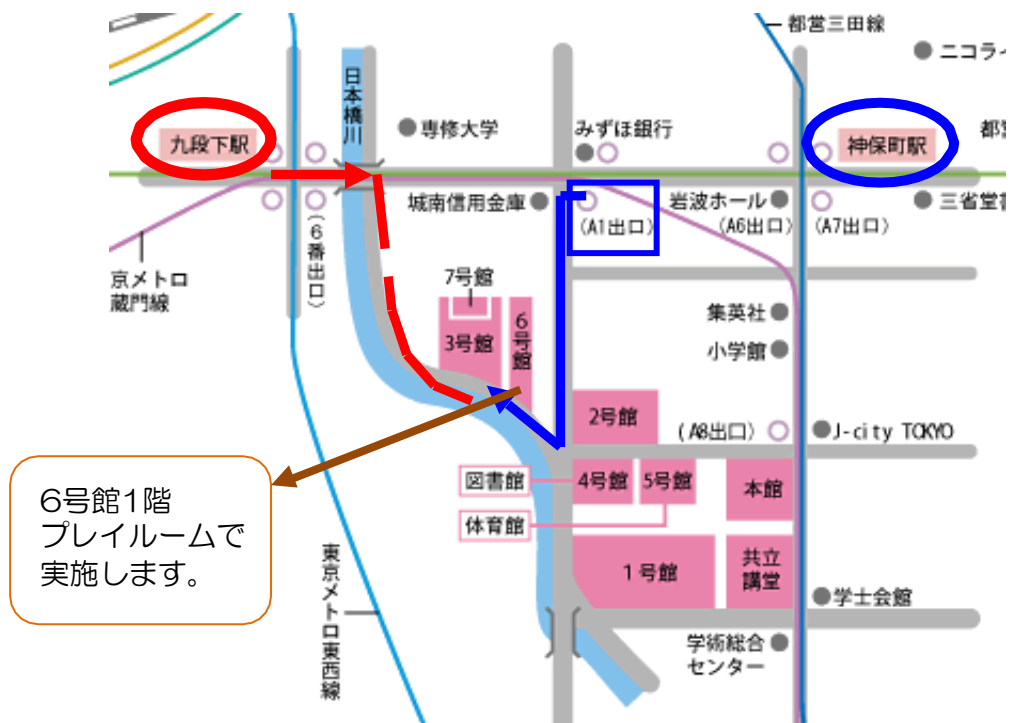 都営三田線
ニコラ
日本橋川
専修大学
みずほ銀行
九段下駅
神保町駅
都営
城南信用金庫
岩波ホール
三省堂
(A1出口)
(A6出口)
(A7出口)
(6番出口)
京メトロ
蔵門線
7号館
3号館
6号館
集英社
小学館
2号館
(A8出口)
J-city TOKYO
図書館
4号館
5号館
本館
体育館
6号館1階
プレイルームで
実施します。
1号館
共立
講堂
学士会館
東京メトロ東西線
学術総合
センター